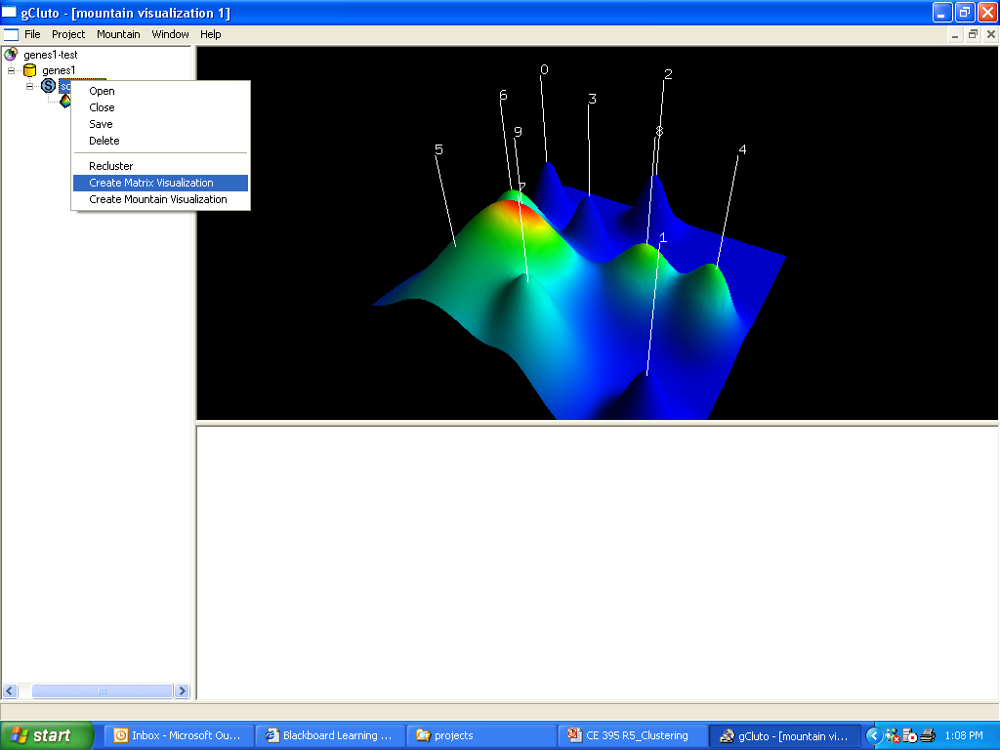 gCluto - [mountain visualization 1]
File Project Mountain Window Help
genes1-test
genes1
S
Open
Close
Save
Delete
Recluster
Create Matrix Visualization
Create Mountain Visualization
0
2
6
3
9
8
5
4
7
1
start
Inbox - Microsoft Ou...
Blackboard Learning ...
projects
CE 395 R5_Clustering
gCluto - [mountain vi...
1:08 PM